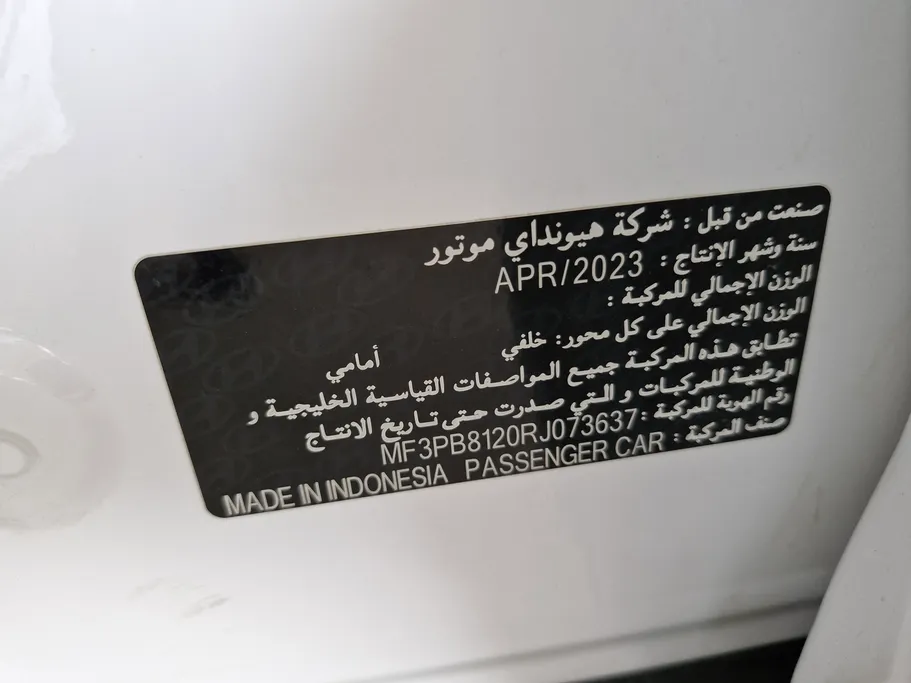 صنعت من قبل : شركة هيونداي موتور
سنة وشهر الإنتاج : APR/2023
الوزن الإجمالي للمركبة :
الوزن الإجمالي على كل محور: خلفي أمامي
تطابق هذه المركبة جميع المواصفات القياسية الخليجية و
الوطنية للمركبات و التي صدرت حتى تاريخ الانتاج
رقم الهوية للمركبة : MF3PB8120RJ073637
صنف المركبة : PASSENGER CAR MADE IN INDONESIA